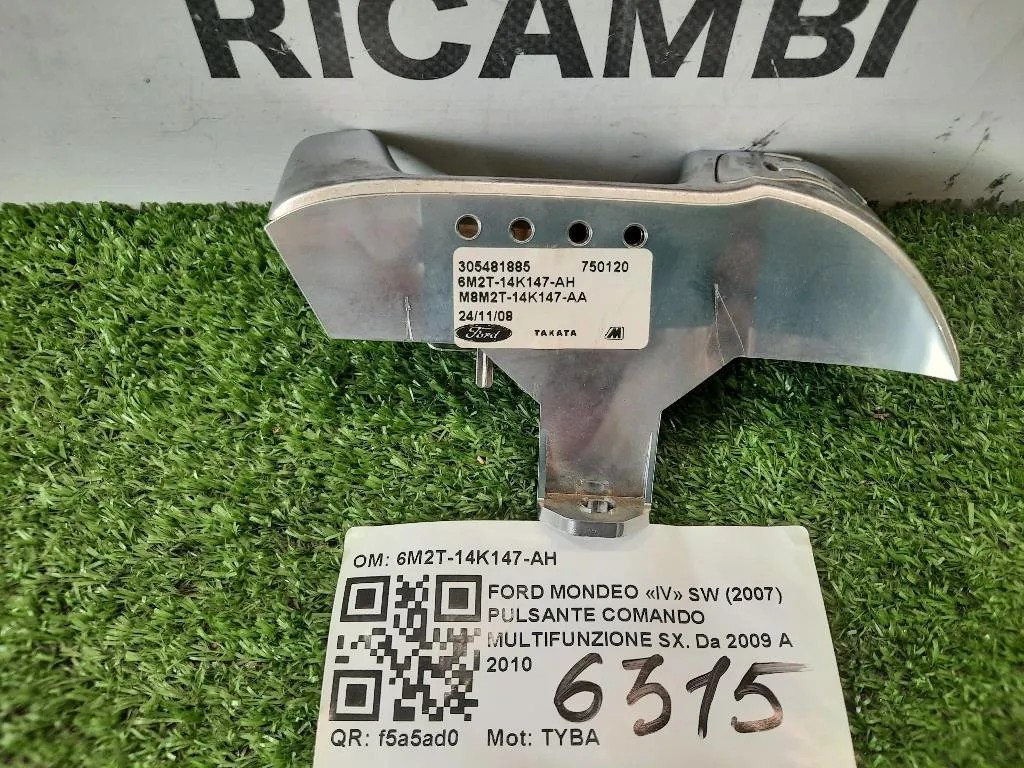 RICAMBI
305481885 750120
6M2T-14K147-AH
M8M2T-14K147-AA
24/11/08
Ford TAKATA M
OM: 6M2T-14K147-AH
FORD MONDEO «IV» SW (2007)
PULSANTE COMANDO
MULTIFUNZIONE SX. Da 2009 A
2010
6315
QR: f5a5ad0 Mot: TYBA